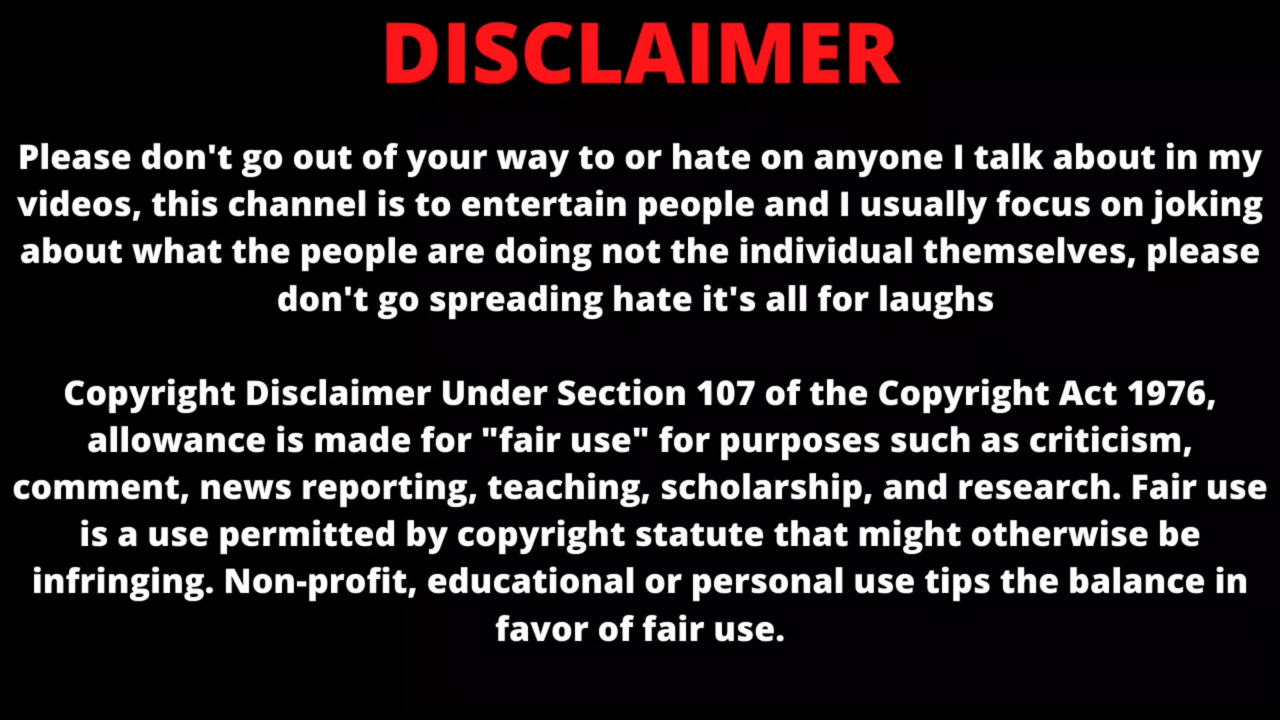 DISCLAIMER
Please don't go out of your way to or hate on anyone I talk about in my
videos, this channel is to entertain people and I usually focus on joking
about what the people are doing not the individual themselves, please
don't go spreading hate it's all for laughs
Copyright Disclaimer Under Section 107 of the Copyright Act 1976,
allowance is made for "fair use" for purposes such as criticism,
comment, news reporting, teaching, scholarship, and research. Fair use
is a use permitted by copyright statute that might otherwise be
infringing. Non-profit, educational or personal use tips the balance in
favor of fair use.